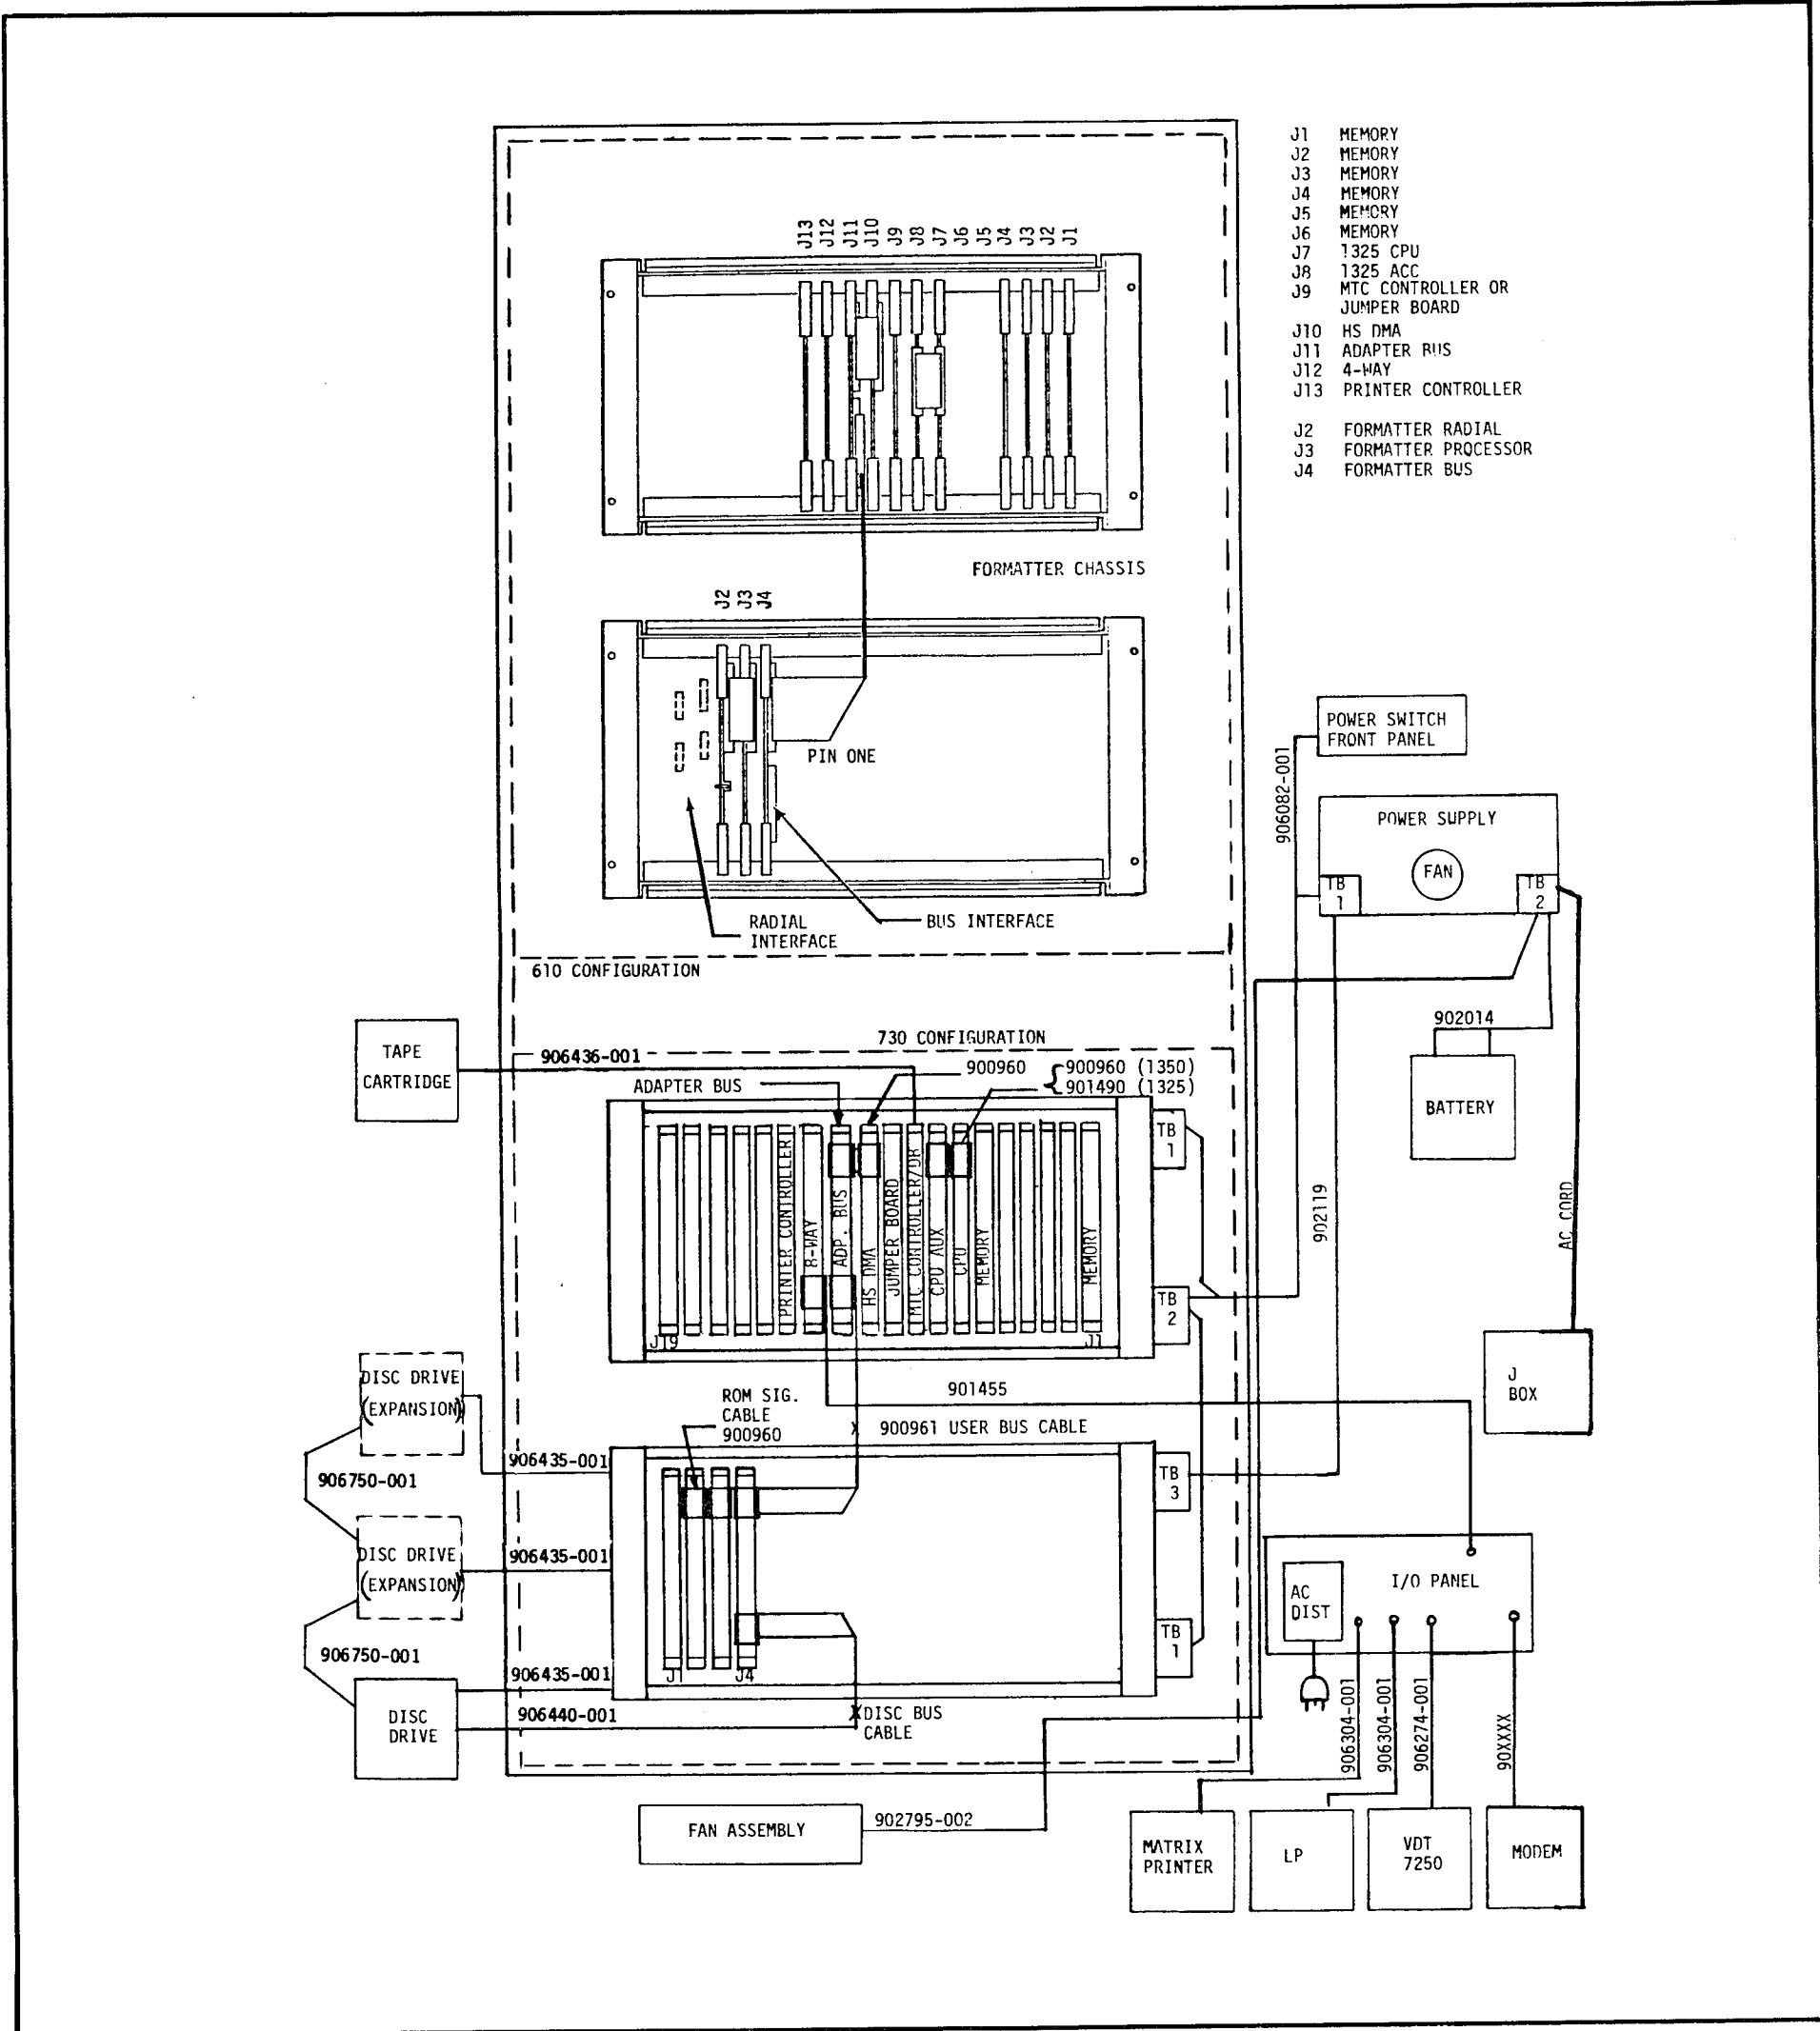 J1 MEMORY
J2 MEMORY
J3 MEMORY
J4 MEMORY
J5 MEMORY
J6 MEMORY
J7 1325 CPU
J8 1325 ACC
J9 MTC CONTROLLER OR
JUMPER BOARD
J10 HS DMA
J11 ADAPTER BUS
J12 4-WAY
J13 PRINTER CONTROLLER
J2 FORMATTER RADIAL
J3 FORMATTER PROCESSOR
J4 FORMATTER BUS
J13 J12 J11 J10 J9 J8 J7 J6 J5 J4 J3 J2 J1
FORMATTER CHASSIS
J2 J3 J4
PIN ONE
RADIAL
INTERFACE
BUS INTERFACE
610 CONFIGURATION
POWER SWITCH
FRONT PANEL
906082-001
POWER SUPPLY
FAN
TB
1
TB
2
902014
BATTERY
902119
AC CORD
J
BOX
730 CONFIGURATION
TAPE
CARTRIDGE
906436-001
ADAPTER BUS
900960
900960 (1350)
901490 (1325)
PRINTER CONTROLLER
8-WAY
ADP. BUS
HS DMA
JUMPER BOARD
MTC CONTROLLER/DR
CPU AUX
CPU
MEMORY
MEMORY
J19
J1
TB
1
TB
2
DISC DRIVE
(EXPANSION)
906750-001
906435-001
ROM SIG.
CABLE
900960
901455
X 900961 USER BUS CABLE
TB
3
DISC DRIVE
(EXPANSION)
906435-001
906750-001
J1
J4
TB
1
DISC
DRIVE
906435-001
906440-001
X DISC BUS
CABLE
I/O PANEL
AC
DIST
906304-001
906304-001
906274-001
90XXXX
FAN ASSEMBLY
902795-002
MATRIX
PRINTER
LP
VDT
7250
MODEM